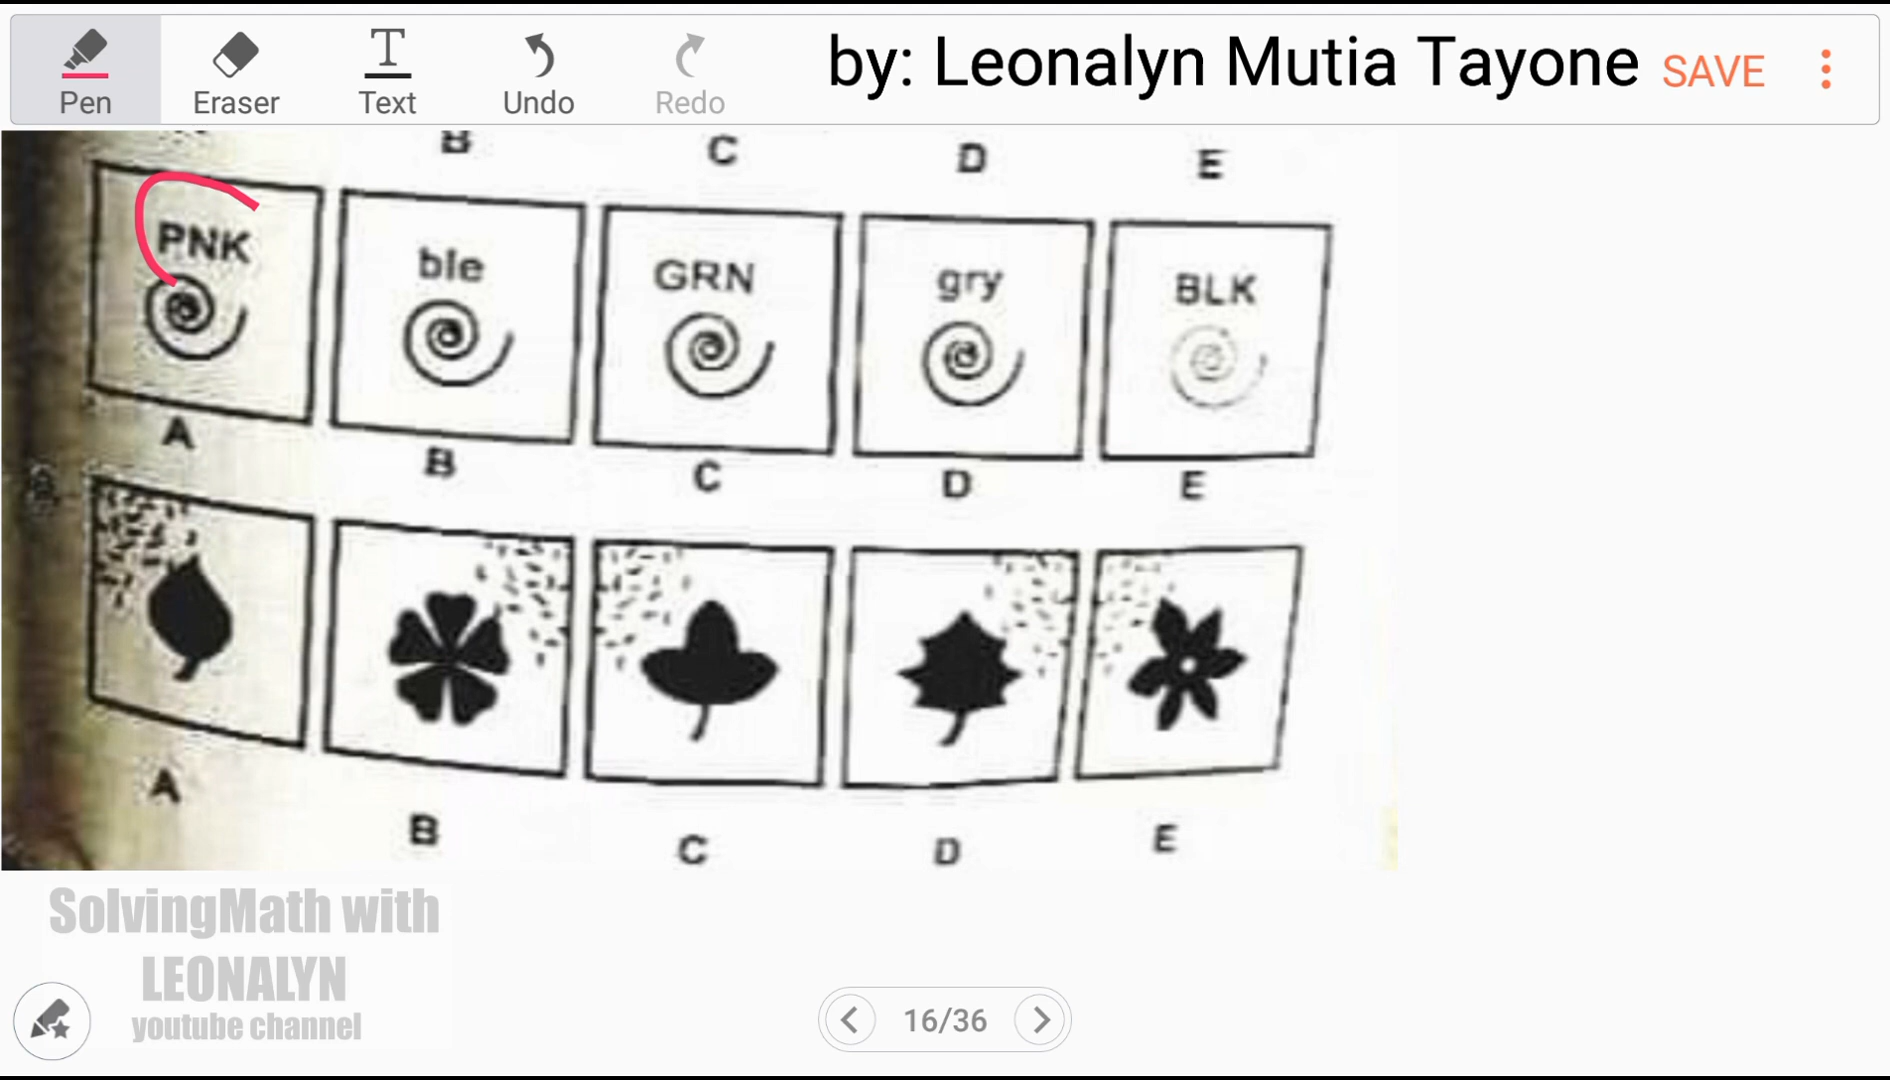 by: Leonalyn Mutia Tayone
SAVE
Pen
Eraser
Text
Undo
Redo
B
C
D
E
PNK
ble
GRN
gry
BLK
A
B
C
D
E
A
B
C
D
E
SolvingMath with
LEONALYN
youtube channel
16/36